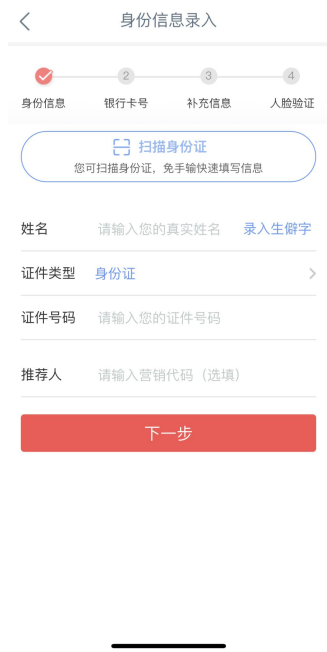 身份信息录入
2 3 4
身份信息 银行卡号 补充信息 人脸验证
扫描身份证
您可扫描身份证，免手输快速填写信息
姓名 请输入您的真实姓名 录入生僻字
证件类型 身份证
证件号码 请输入您的证件号码
推荐人 请输入营销代码（选填）
下一步